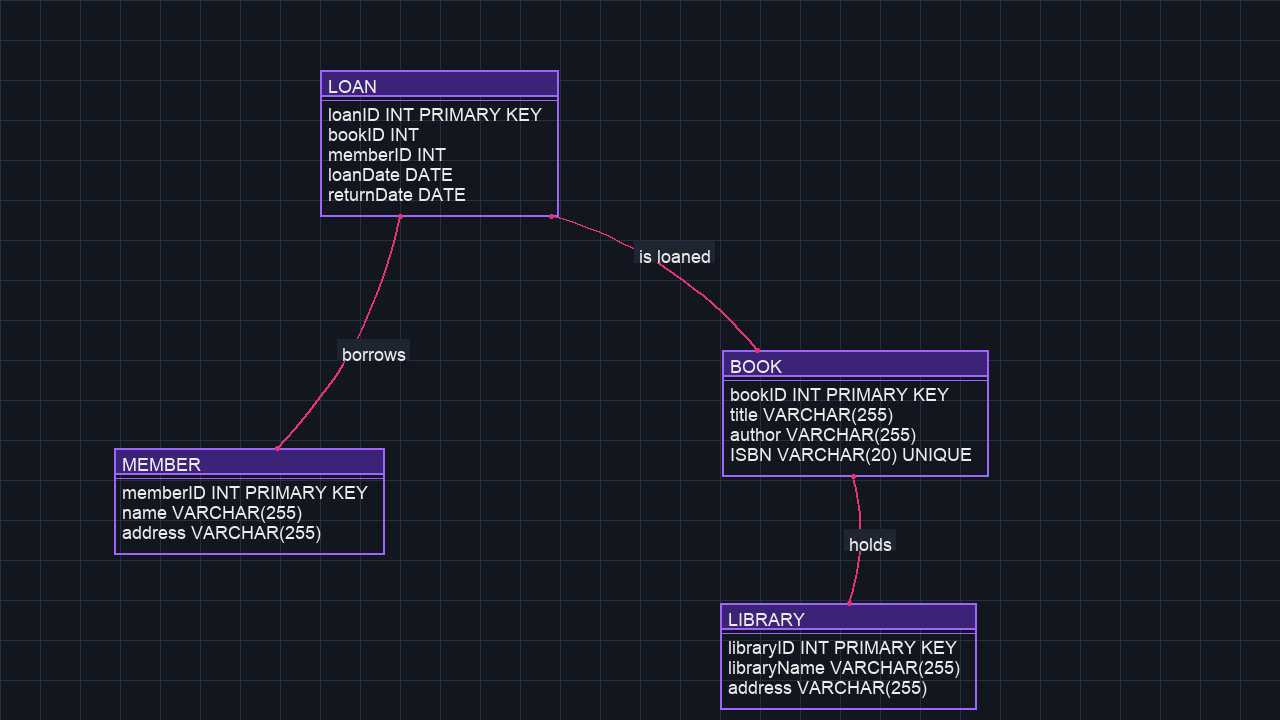 LOAN
loanID INT PRIMARY KEY
bookID INT
memberID INT
loanDate DATE
returnDate DATE
is loaned
borrows
BOOK
bookID INT PRIMARY KEY
title VARCHAR(255)
author VARCHAR(255)
ISBN VARCHAR(20) UNIQUE
MEMBER
memberID INT PRIMARY KEY
name VARCHAR(255)
address VARCHAR(255)
holds
LIBRARY
libraryID INT PRIMARY KEY
libraryName VARCHAR(255)
address VARCHAR(255)